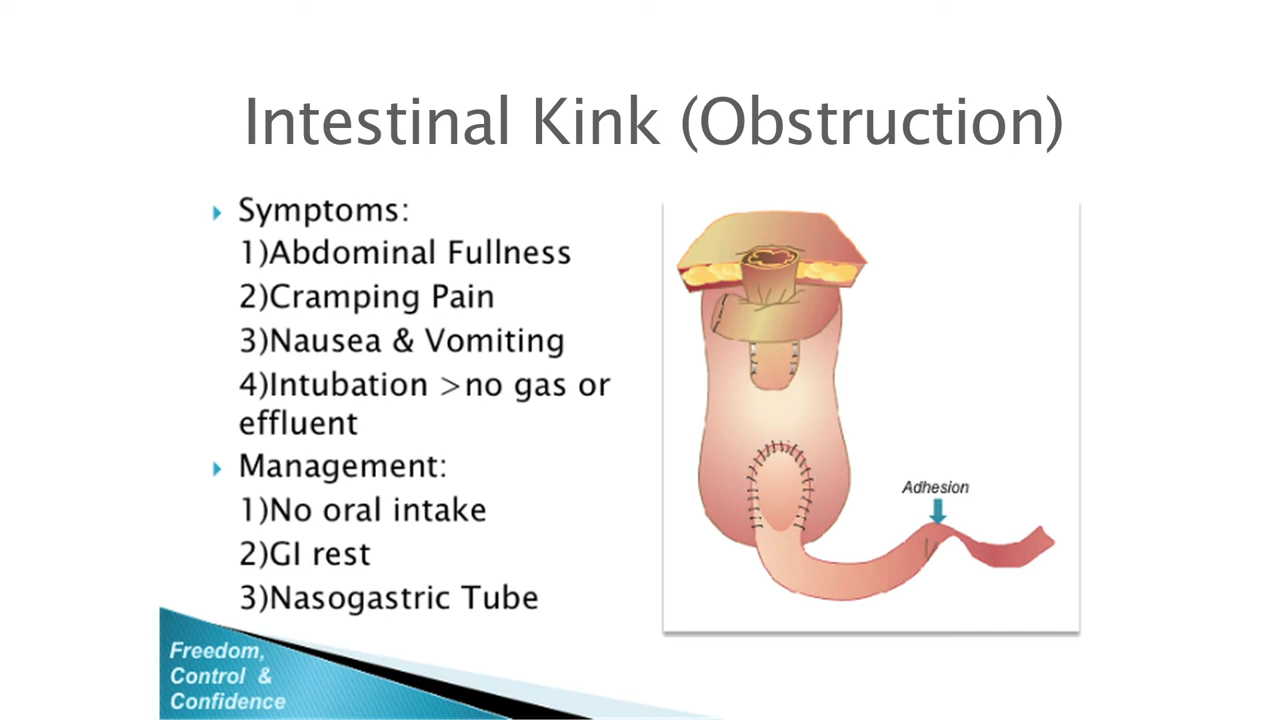 Intestinal Kink (Obstruction)
Symptoms:
1)Abdominal Fullness
2)Cramping Pain
3)Nausea & Vomiting
4)Intubation >no gas or
effluent
Management:
1)No oral intake
2)GI rest
3)Nasogastric Tube
Adhesion
Freedom,
Control &
Confidence